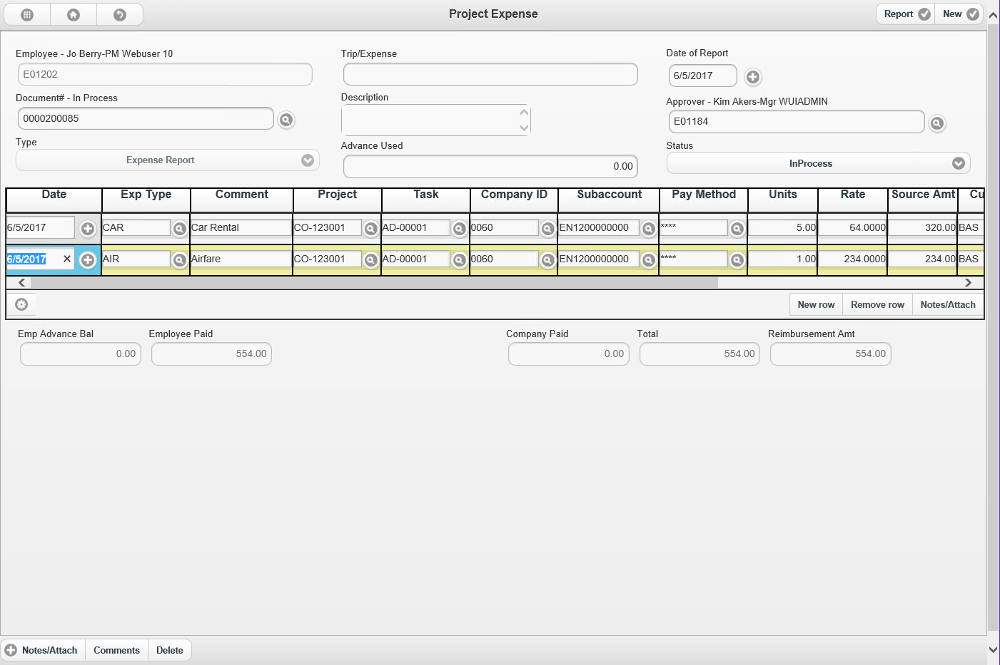 Project Expense
Report New
Employee - Jo Berry-PM Webuser 10
E01202
Trip/Expense
Date of Report
6/5/2017
Document# - In Process
0000200085
Description
Approver - Kim Akers-Mgr WUIADMIN
E01184
Type
Expense Report
Advance Used
0.00
Status
InProcess
Date Exp Type Comment Project Task Company ID Subaccount Pay Method Units Rate Source Amt Cu
6/5/2017 CAR Car Rental CO-123001 AD-00001 0060 EN1200000000 **** 5.00 64.0000 320.00 BAS
6/5/2017 AIR Airfare CO-123001 AD-00001 0060 EN1200000000 **** 1.00 234.0000 234.00 BAS
New row Remove row Notes/Attach
Emp Advance Bal Employee Paid Company Paid Total Reimbursement Amt
0.00 554.00 0.00 554.00 554.00
Notes/Attach Comments Delete